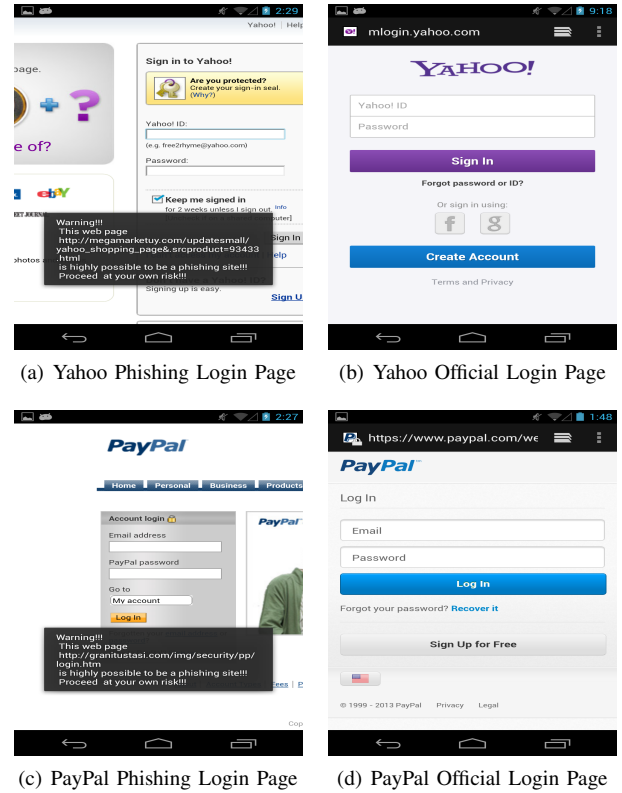 2:29
Yahoo! | Help
page.
Sign in to Yahoo!
Are you protected?
Create your sign-in seal.
(Why?)
+ ?
Yahoo! ID:
e of?
(e.g. free2rhyme@yahoo.com)
Password:
ebY
Keep me signed in
for 2 weeks unless I sign out. Info
uter]
Warning!!!
This web page
http://megamarketuy.com/updatesmall/
yahoo_shopping_page&.srcproduct=93433
.html
is highly possible to be a phishing site!!!
Proceed at your own risk!!!
Sign In
elp
photos
Signing up is easy.
Sign U
(a) Yahoo Phishing Login Page
9:18
mlogin.yahoo.com
YAHOO!
Yahoo! ID
Password
Sign In
Forgot password or ID?
Or sign in using:
f g
Create Account
Terms and Privacy
(b) Yahoo Official Login Page
2:27
PayPal
Home Personal Business Products
Account login
Email address
PayPal
PayPal password
Go to
My account
Log In
Warning!!!
This web page
http://granitustasi.com/img/security/pp/
login.htm
is highly possible to be a phishing site!!!
Proceed at your own risk!!!
Fees | P
Cop
(c) PayPal Phishing Login Page
1:48
https://www.paypal.com/we
PayPal™
Log In
Email
Password
Log In
Forgot your password? Recover it
Sign Up for Free
© 1999 - 2013 PayPal Privacy Legal
(d) PayPal Official Login Page